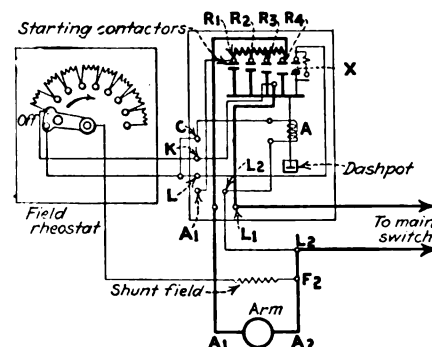 R1 R2 R3 R4
Starting contactors
X
Off
C
A
K
L2
Dashpot
L
Field rheostat
A'1
L1
To main switch
L2
Shunt field
F2
Arm
A1
A2